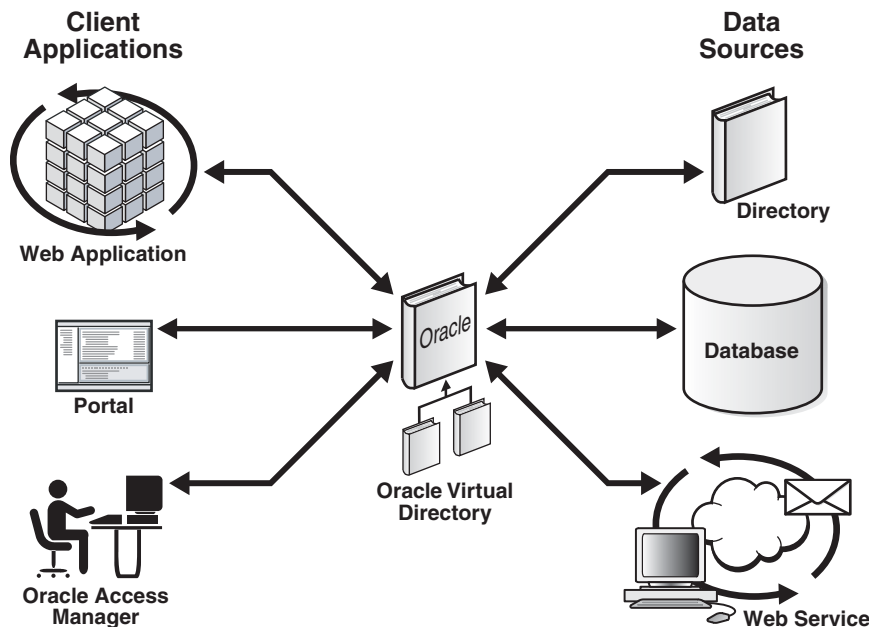 Client
Applications
Data
Sources
Web Application
Directory
Oracle
Portal
Database
Oracle Virtual
Directory
Oracle Access
Manager
Web Service